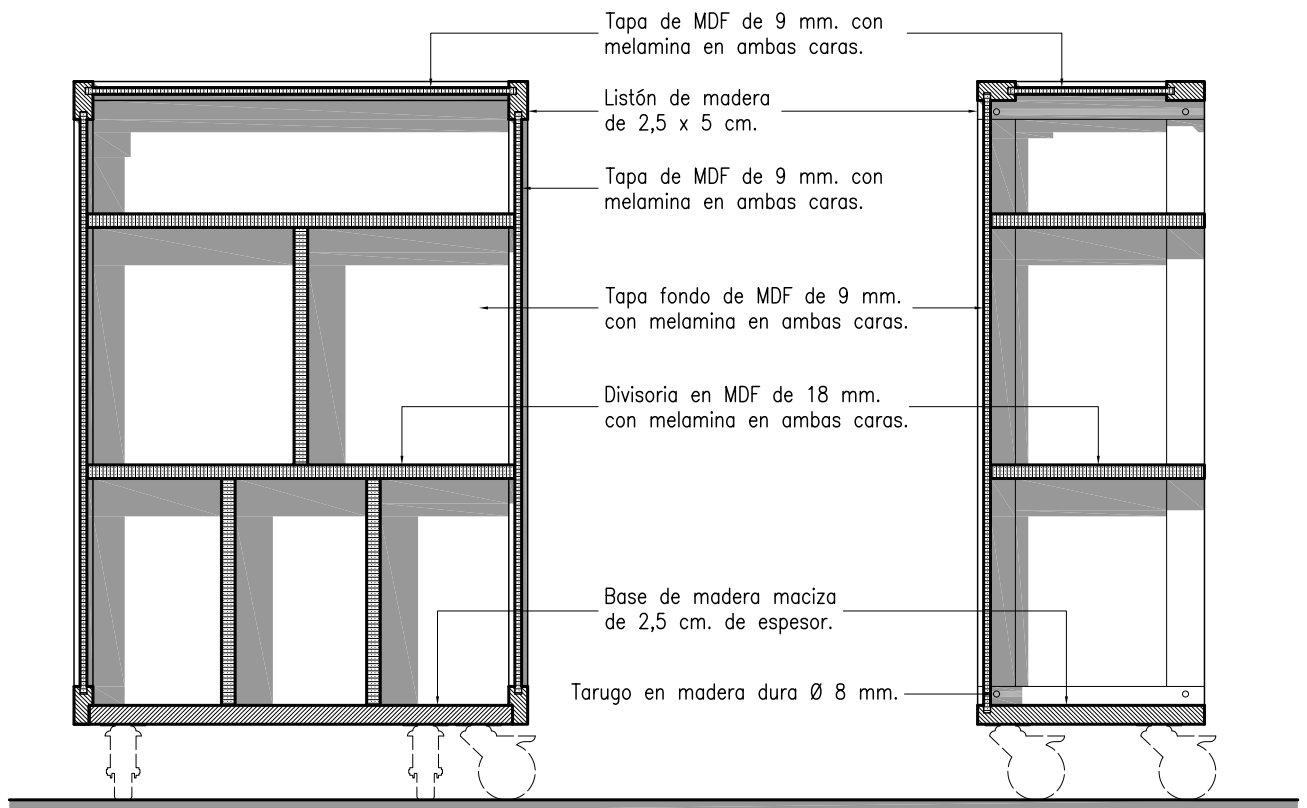 Tapa de MDF de 9 mm. con
melamina en ambas caras.
Listón de madera
de 2,5 x 5 cm.
Tapa de MDF de 9 mm. con
melamina en ambas caras.
Tapa fondo de MDF de 9 mm.
con melamina en ambas caras.
Divisoria en MDF de 18 mm.
con melamina en ambas caras.
Base de madera maciza
de 2,5 cm. de espesor.
Tarugo en madera dura Ø 8 mm.